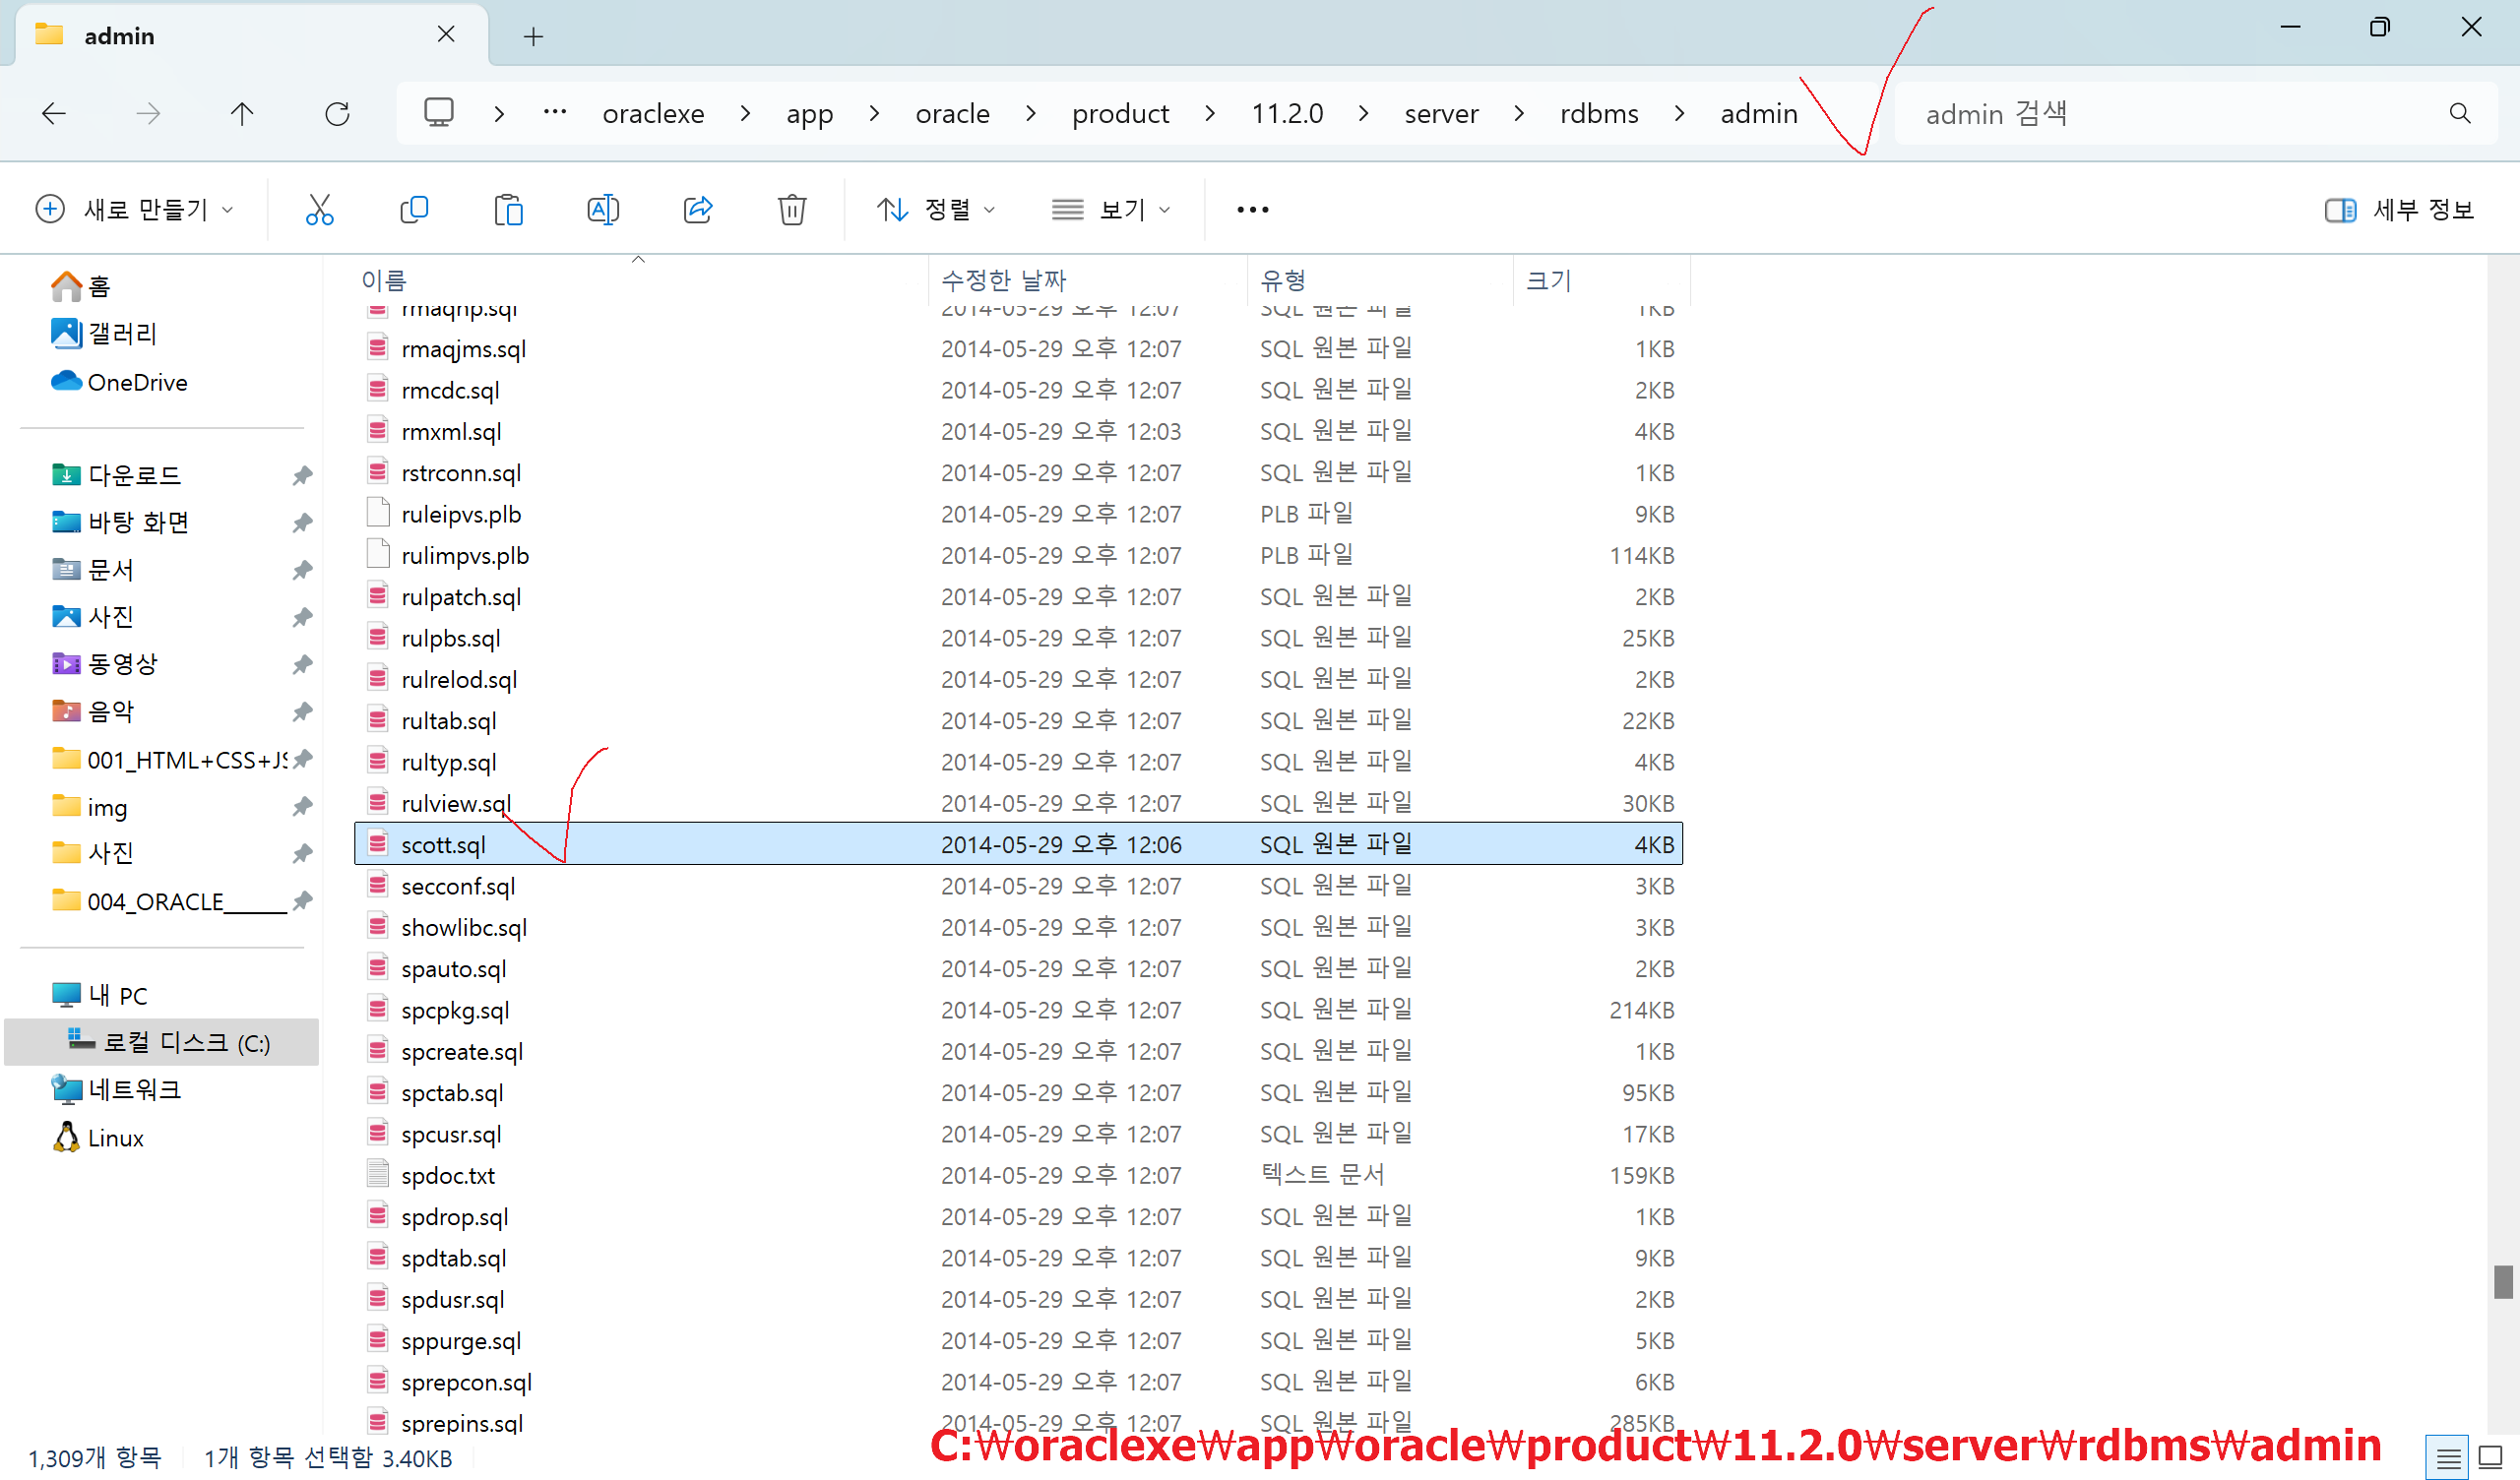 admin
oraclexe app oracle product 11.2.0 server rdbms admin
admin 검색
새로 만들기
정렬
보기
세부 정보
홈
갤러리
OneDrive
다운로드
바탕 화면
문서
사진
동영상
음악
001_HTML+CSS+JS
img
사진
004_ORACLE______
내 PC
로컬 디스크 (C:)
네트워크
Linux
이름 수정한 날짜 유형 크기
rmaqhp.sql 2014-05-29 오후 12:07 SQL 원본 파일 1KB
rmaqjms.sql 2014-05-29 오후 12:07 SQL 원본 파일 1KB
rmcdc.sql 2014-05-29 오후 12:07 SQL 원본 파일 2KB
rmxml.sql 2014-05-29 오후 12:03 SQL 원본 파일 4KB
rstrconn.sql 2014-05-29 오후 12:07 SQL 원본 파일 1KB
ruleipvs.plb 2014-05-29 오후 12:07 PLB 파일 9KB
rulimpvs.plb 2014-05-29 오후 12:07 PLB 파일 114KB
rulpatch.sql 2014-05-29 오후 12:07 SQL 원본 파일 2KB
rulpbs.sql 2014-05-29 오후 12:07 SQL 원본 파일 25KB
rulrelod.sql 2014-05-29 오후 12:07 SQL 원본 파일 2KB
rultab.sql 2014-05-29 오후 12:07 SQL 원본 파일 22KB
rultyp.sql 2014-05-29 오후 12:07 SQL 원본 파일 4KB
rulview.sql 2014-05-29 오후 12:07 SQL 원본 파일 30KB
scott.sql 2014-05-29 오후 12:06 SQL 원본 파일 4KB
secconf.sql 2014-05-29 오후 12:07 SQL 원본 파일 3KB
showlibc.sql 2014-05-29 오후 12:07 SQL 원본 파일 3KB
spauto.sql 2014-05-29 오후 12:07 SQL 원본 파일 2KB
spcpkg.sql 2014-05-29 오후 12:07 SQL 원본 파일 214KB
spcreate.sql 2014-05-29 오후 12:07 SQL 원본 파일 1KB
spctab.sql 2014-05-29 오후 12:07 SQL 원본 파일 95KB
spcusr.sql 2014-05-29 오후 12:07 SQL 원본 파일 17KB
spdoc.txt 2014-05-29 오후 12:07 텍스트 문서 159KB
spdrop.sql 2014-05-29 오후 12:07 SQL 원본 파일 1KB
spdtab.sql 2014-05-29 오후 12:07 SQL 원본 파일 9KB
spdusr.sql 2014-05-29 오후 12:07 SQL 원본 파일 2KB
sppurge.sql 2014-05-29 오후 12:07 SQL 원본 파일 5KB
sprepcon.sql 2014-05-29 오후 12:07 SQL 원본 파일 6KB
sprepins.sql 2014-05-29 오후 12:07 SQL 원본 파일 285KB
1,309개 항목 1개 항목 선택함 3.40KB
C:₩oraclexe₩app₩oracle₩product₩11.2.0₩server₩rdbms₩admin